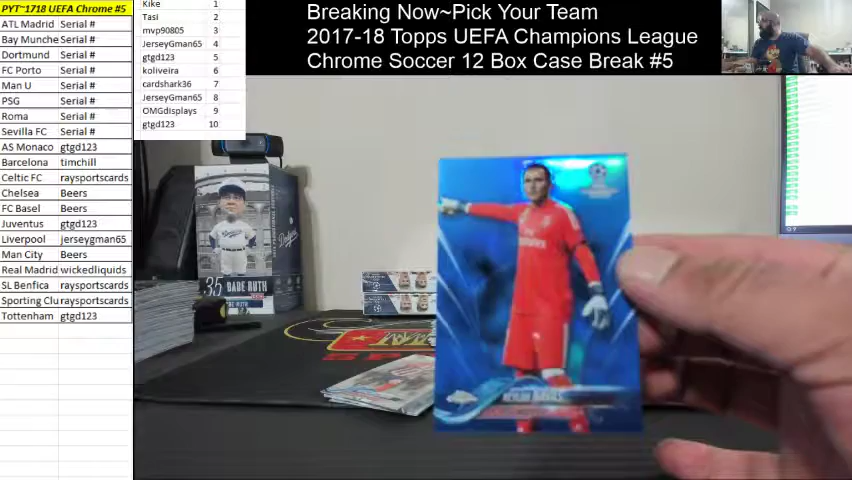 PYT~1718 UEFA Chrome #5
ATL Madrid Serial #
Bay Munche Serial #
Dortmund Serial #
FC Porto Serial #
Man U Serial #
PSG Serial #
Roma Serial #
Sevilla FC Serial #
AS Monaco gtgd123
Barcelona timchill
Celtic FC raysportscards
Chelsea Beers
FC Basel Beers
Juventus gtgd123
Liverpool jerseygman65
Man City Beers
Real Madrid wickedliquids
SL Benfica raysportscards
Sporting Clu raysportscards
Tottenham gtgd123
Kike 1
Tasi 2
mvp90805 3
JerseyGman65 4
gtgd123 5
koliveira 6
cardshark36 7
JerseyGman65 8
OMGdisplays 9
gtgd123 10
Breaking Now~Pick Your Team
2017-18 Topps UEFA Champions League
Chrome Soccer 12 Box Case Break #5
Dodgers
35 BABE RUTH
KEYLOR NAVAS